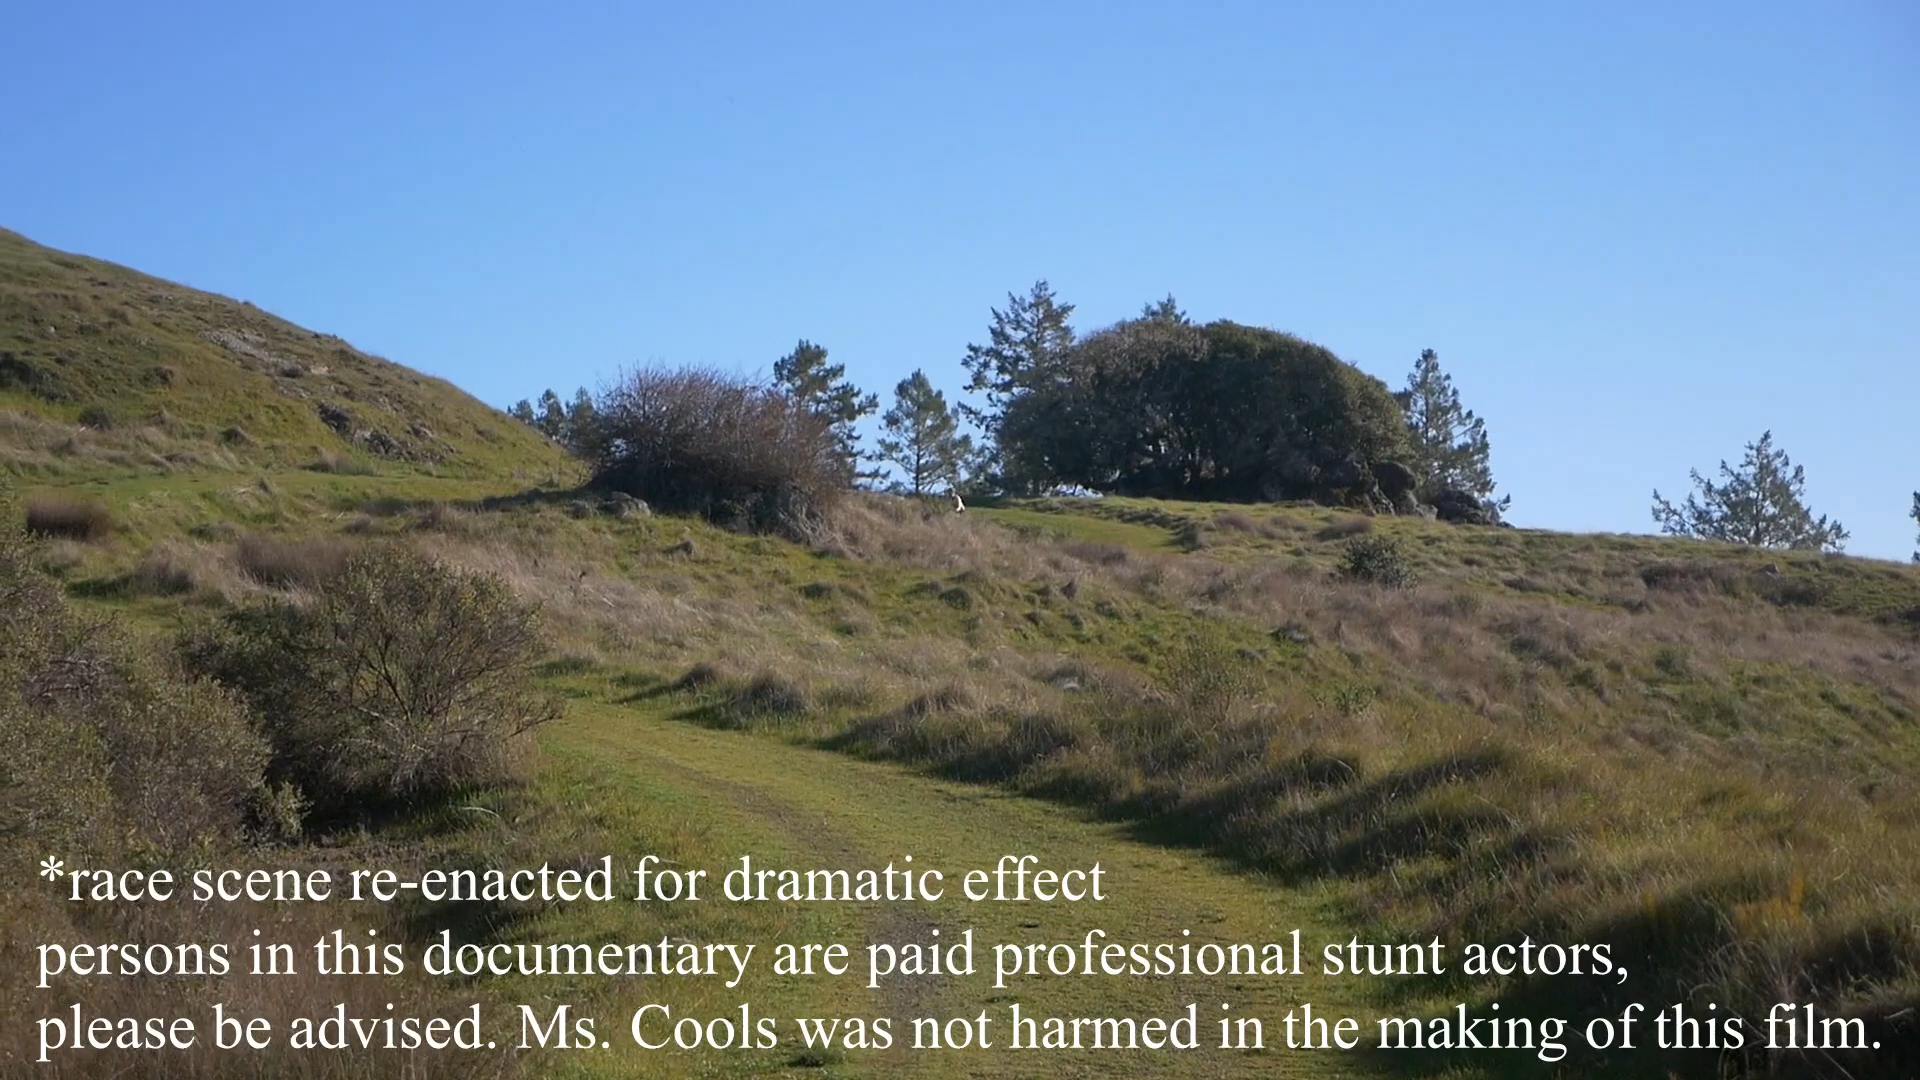 *race scene re-enacted for dramatic effect
persons in this documentary are paid professional stunt actors,
please be advised. Ms. Cools was not harmed in the making of this film.